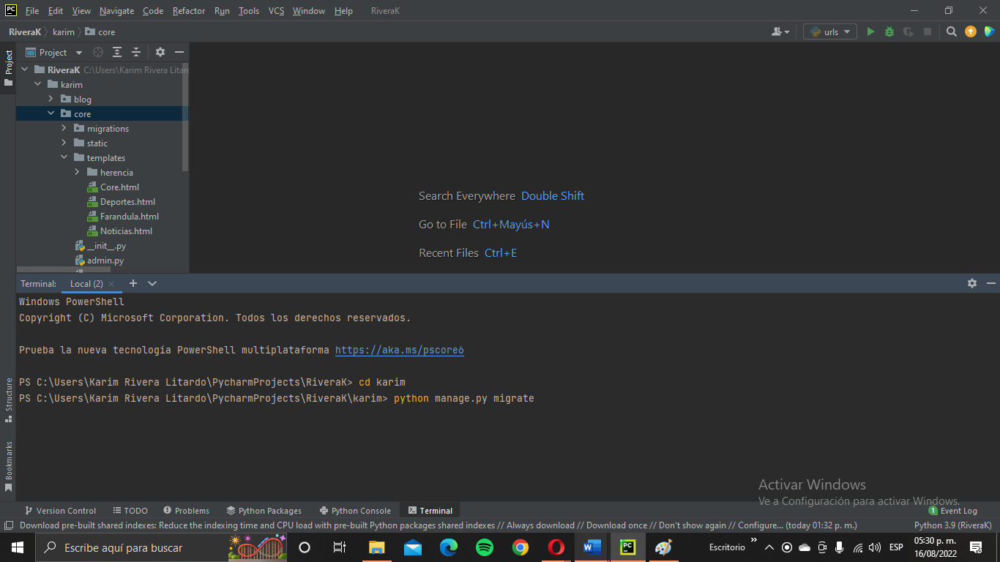 PC File Edit View Navigate Code Refactor Run Tools VCS Window Help RiveraK
RiveraK karim core urls
Project
Project
RiveraK C:\Users\Karim Rivera Litar
karim
blog
core
migrations
static
templates
herencia
Core.html
Deportes.html
Farandula.html
Noticias.html
__init__.py
admin.py
Search Everywhere Double Shift
Go to File Ctrl+Mayús+N
Recent Files Ctrl+E
Terminal: Local (2)
Windows PowerShell
Copyright (C) Microsoft Corporation. Todos los derechos reservados.
Prueba la nueva tecnología PowerShell multiplataforma https://aka.ms/pscore6
PS C:\Users\Karim Rivera Litardo\PycharmProjects\RiveraK> cd karim
PS C:\Users\Karim Rivera Litardo\PycharmProjects\RiveraK\karim> python manage.py migrate
Structure
Bookmarks
Activar Windows
Ve a Configuración para activar Windows.
Version Control TODO Problems Python Packages Python Console Terminal 1 Event Log
Download pre-built shared indexes: Reduce the indexing time and CPU load with pre-built Python packages shared indexes // Always download // Download once // Don't show again // Configure... (today 01:32 p. m.) Python 3.9 (RiveraK)
Escribe aquí para buscar W PC Escritorio » ESP 05:30 p. m.
16/08/2022